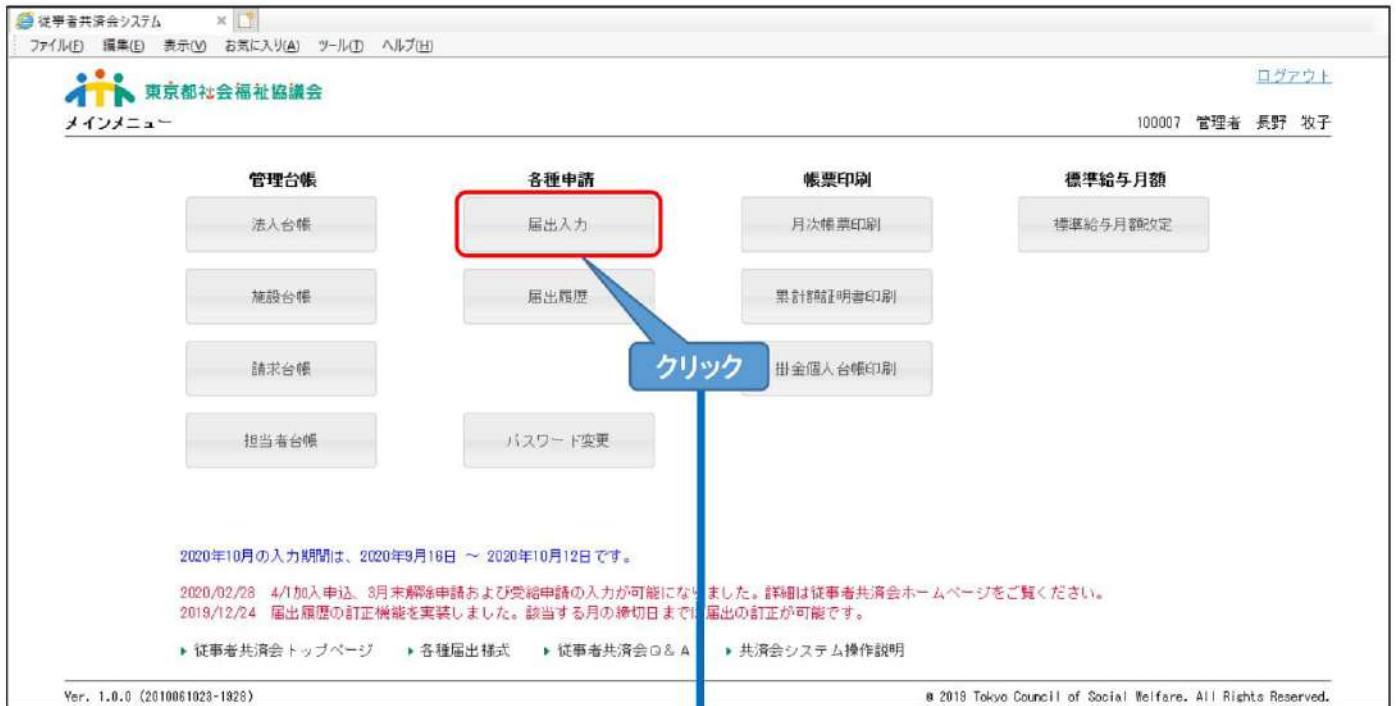 従事者共済会システム
ファイル(F) 編集(E) 表示(V) お気に入り(A) ツール(T) ヘルプ(H)
ログアウト
東京都社会福祉協議会
メインメニュー
100007 管理者 長野 牧子
管理台帳 各種申請 帳票印刷 標準給与月額
法人台帳 届出入力 月次帳票印刷 標準給与月額改定
施設台帳 届出履歴 累計額証明書印刷
請求台帳 クリック 掛金個人台帳印刷
担当者台帳 パスワード変更
2020年10月の入力期間は、2020年9月16日 ～ 2020年10月12日です。
2020/02/28 4/1加入申込、3月末解除申請および受給申請の入力が可能になりました。詳細は従事者共済会ホームページをご覧ください。
2019/12/24 届出履歴の訂正機能を実装しました。該当する月の締切日まで 届出の訂正が可能です。
従事者共済会トップページ 各種届出様式 従事者共済会Q&A 共済会システム操作説明
Ver. 1.0.0 (2010061023-1928) © 2019 Tokyo Council of Social Welfare. All Rights Reserved.